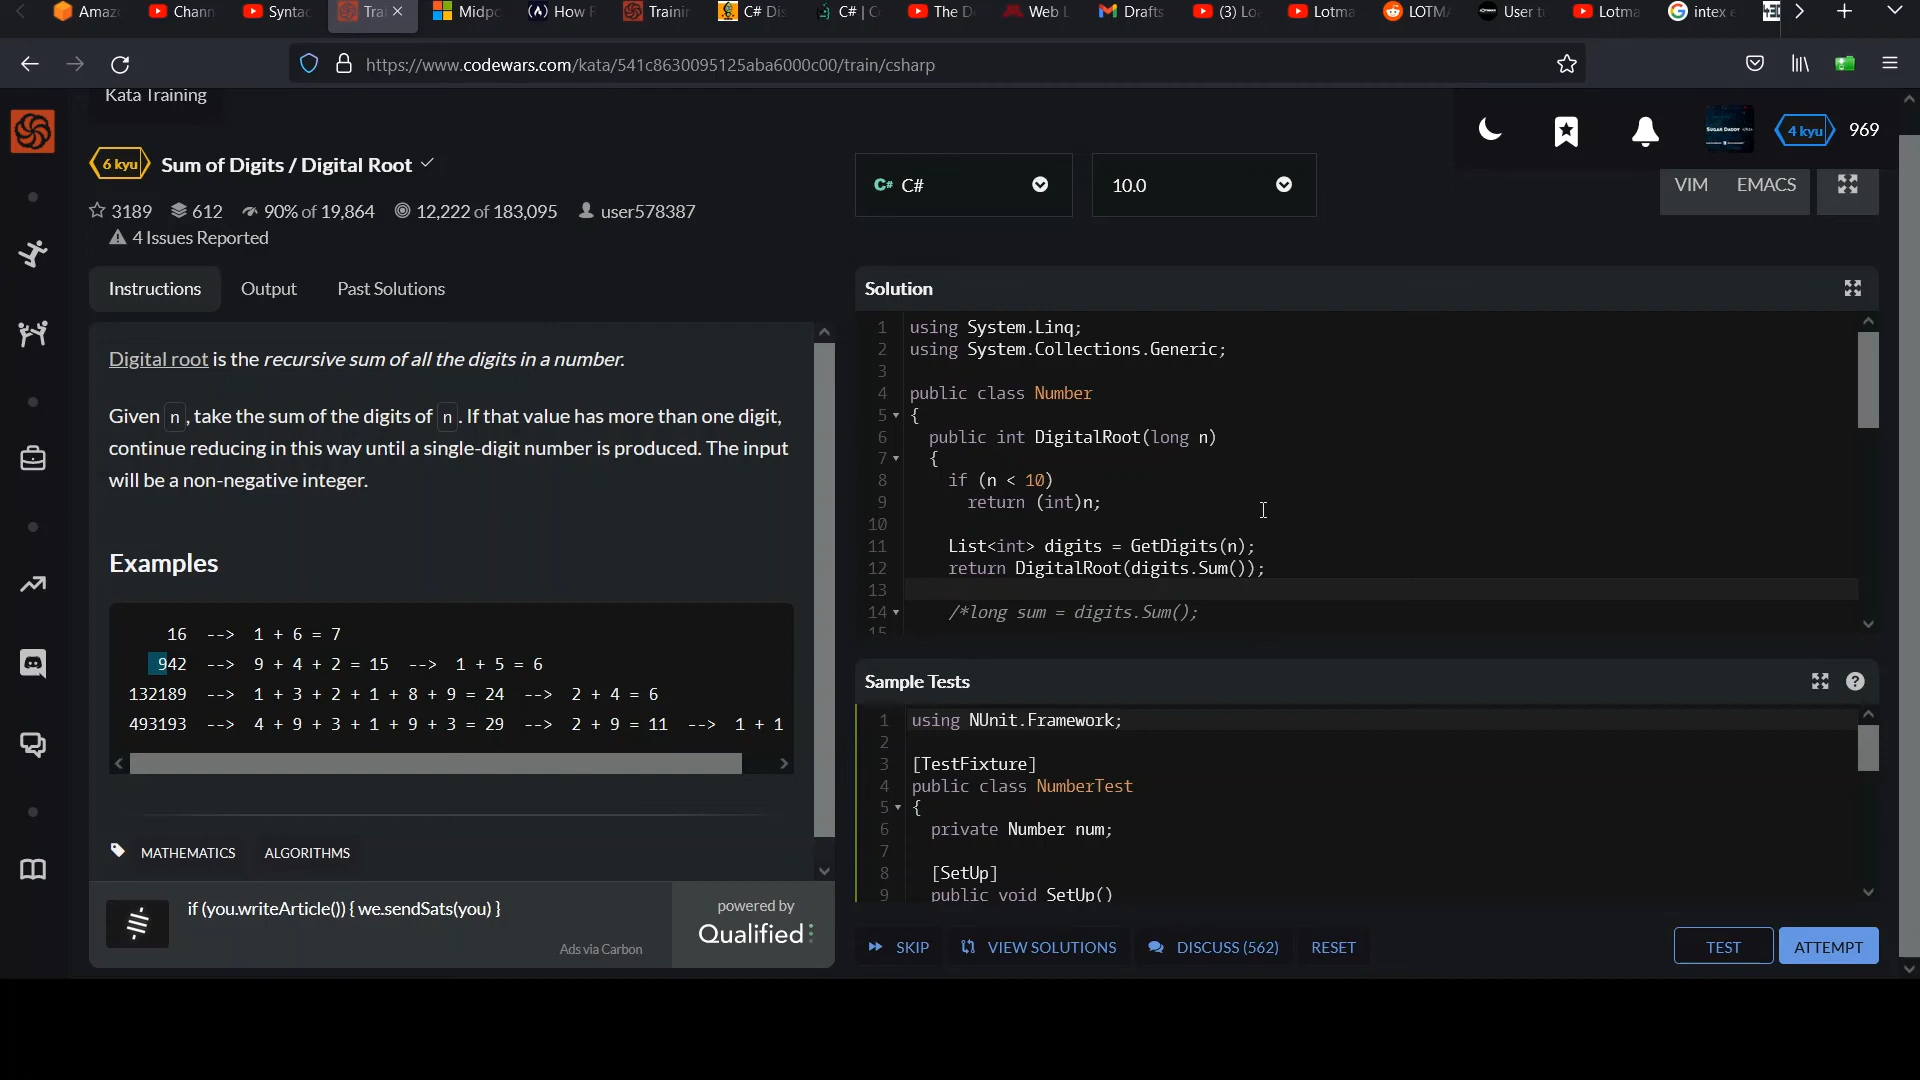 Amaz
Chann
Syntac
Trai
Midpo
How F
Trainin
C# Dis
C# | C
The D
Web L
Drafts
(3) Lo
Lotma
LOTM
User tu
Lotma
intex e
https://www.codewars.com/kata/541c8630095125aba6000c00/train/csharp
Kata Training
6 kyu Sum of Digits / Digital Root
3189 612 90% of 19,864 12,222 of 183,095 user578387
4 Issues Reported
C# C#
10.0
SUGAR DADDY
4 kyu 969
VIM EMACS
Instructions Output Past Solutions
Digital root is the recursive sum of all the digits in a number.
Given n, take the sum of the digits of n. If that value has more than one digit,
continue reducing in this way until a single-digit number is produced. The input
will be a non-negative integer.
Examples
16 --> 1 + 6 = 7
942 --> 9 + 4 + 2 = 15 --> 1 + 5 = 6
132189 --> 1 + 3 + 2 + 1 + 8 + 9 = 24 --> 2 + 4 = 6
493193 --> 4 + 9 + 3 + 1 + 9 + 3 = 29 --> 2 + 9 = 11 --> 1 + 1
MATHEMATICS ALGORITHMS
if (you.writeArticle()) { we.sendSats(you) }
Ads via Carbon
powered by
Qualified
Solution
1 using System.Linq;
2 using System.Collections.Generic;
3
4 public class Number
5 {
6 public int DigitalRoot(long n)
7 {
8 if (n < 10)
9 return (int)n;
10
11 List<int> digits = GetDigits(n);
12 return DigitalRoot(digits.Sum());
13
14 /*long sum = digits.Sum();
15
Sample Tests
1 using NUnit.Framework;
2
3 [TestFixture]
4 public class NumberTest
5 {
6 private Number num;
7
8 [SetUp]
9 public void SetUp()
SKIP VIEW SOLUTIONS DISCUSS (562) RESET
TEST ATTEMPT